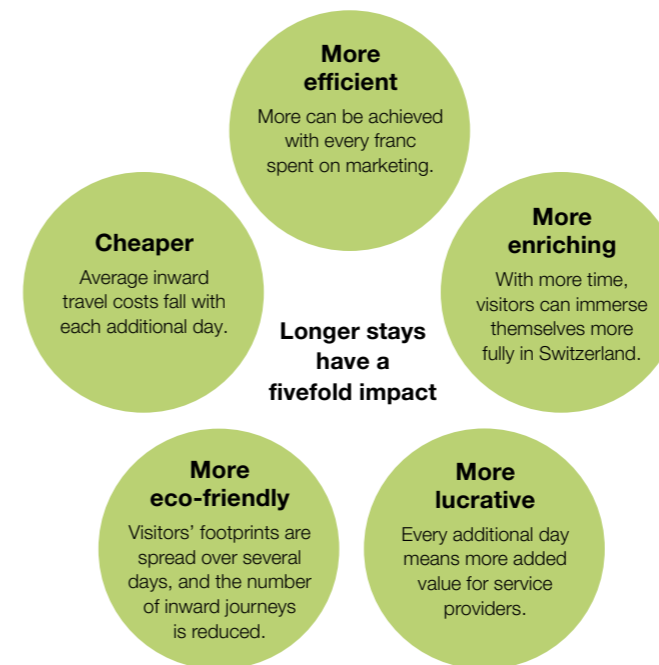 More
efficient
More can be achieved
with every franc
spent on marketing.
More
enriching
With more time,
visitors can immerse
themselves more
fully in Switzerland.
Cheaper
Average inward
travel costs fall with
each additional day.
Longer stays
have a
fivefold impact
More
eco-friendly
Visitors’ footprints are
spread over several
days, and the number
of inward journeys
is reduced.
More
lucrative
Every additional day
means more added
value for service
providers.